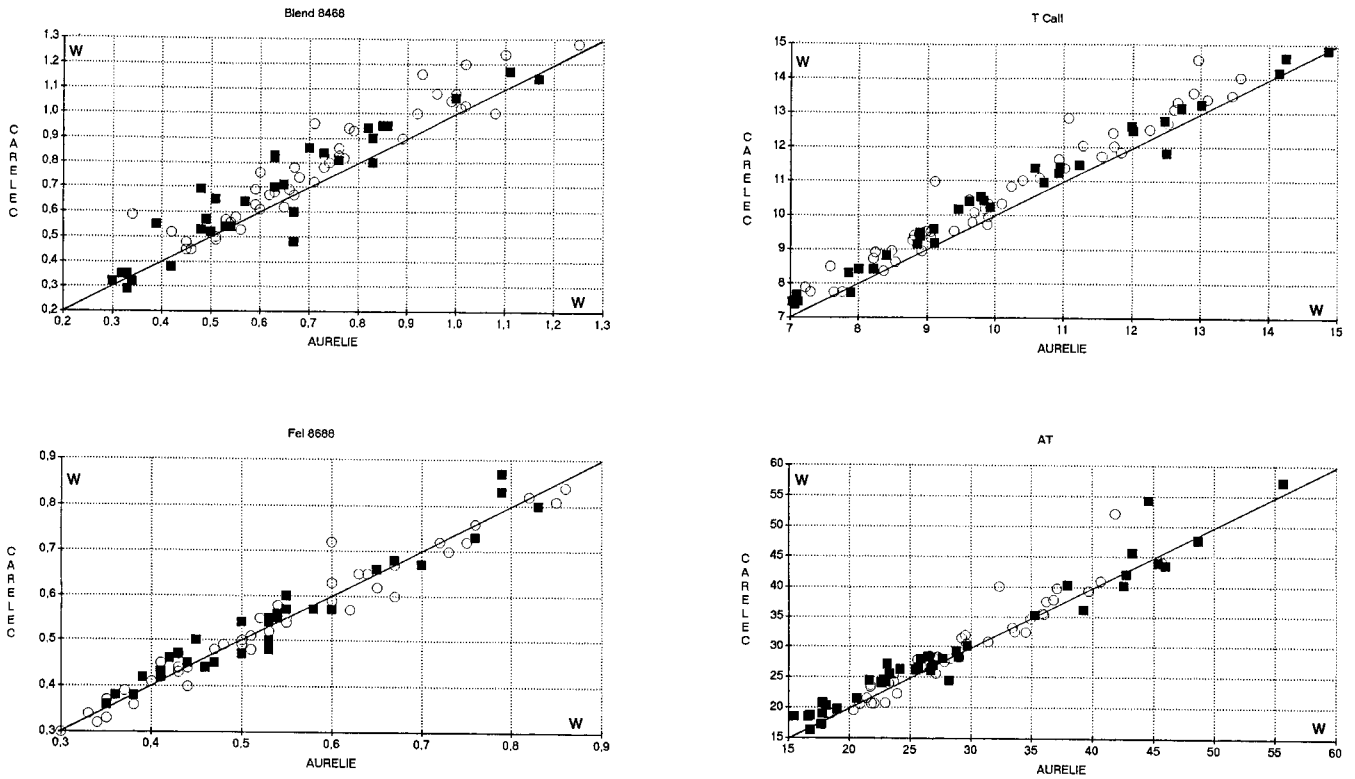 Blend 8468
1,3
1,2
1,1
1,0
0,9
0,8
0,7
0,6
0,5
0,4
0,3
0,2
CARELEC
W
W
0,2 0,3 0,4 0,5 0,6 0,7 0,8 0,9 1,0 1,1 1,2 1,3
AURELIE
T Call
15
14
13
12
11
10
9
8
7
CARELEC
W
W
7 8 9 10 11 12 13 14 15
AURELIE
Fel 8688
0,9
0,8
0,7
0,6
0,5
0,4
0,3
CARELEC
W
W
0,3 0,4 0,5 0,6 0,7 0,8 0,9
AURELIE
AT
60
55
50
45
40
35
30
25
20
15
CARELEC
W
W
15 20 25 30 35 40 45 50 55 60
AURELIE